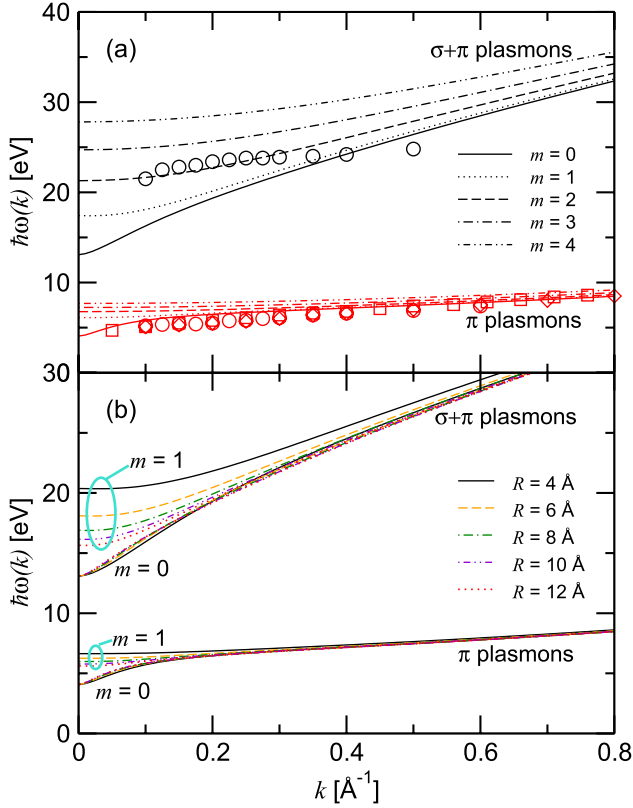 (a)
σ+π plasmons
40
30
20
10
0
ħω(k) [eV]
m = 0
m = 1
m = 2
m = 3
m = 4
π plasmons
(b)
σ+π plasmons
30
20
10
0
ħω(k) [eV]
m = 1
m = 0
R = 4 Å
R = 6 Å
R = 8 Å
R = 10 Å
R = 12 Å
m = 1
m = 0
π plasmons
0 0.2 0.4 0.6 0.8
k [Å⁻¹]